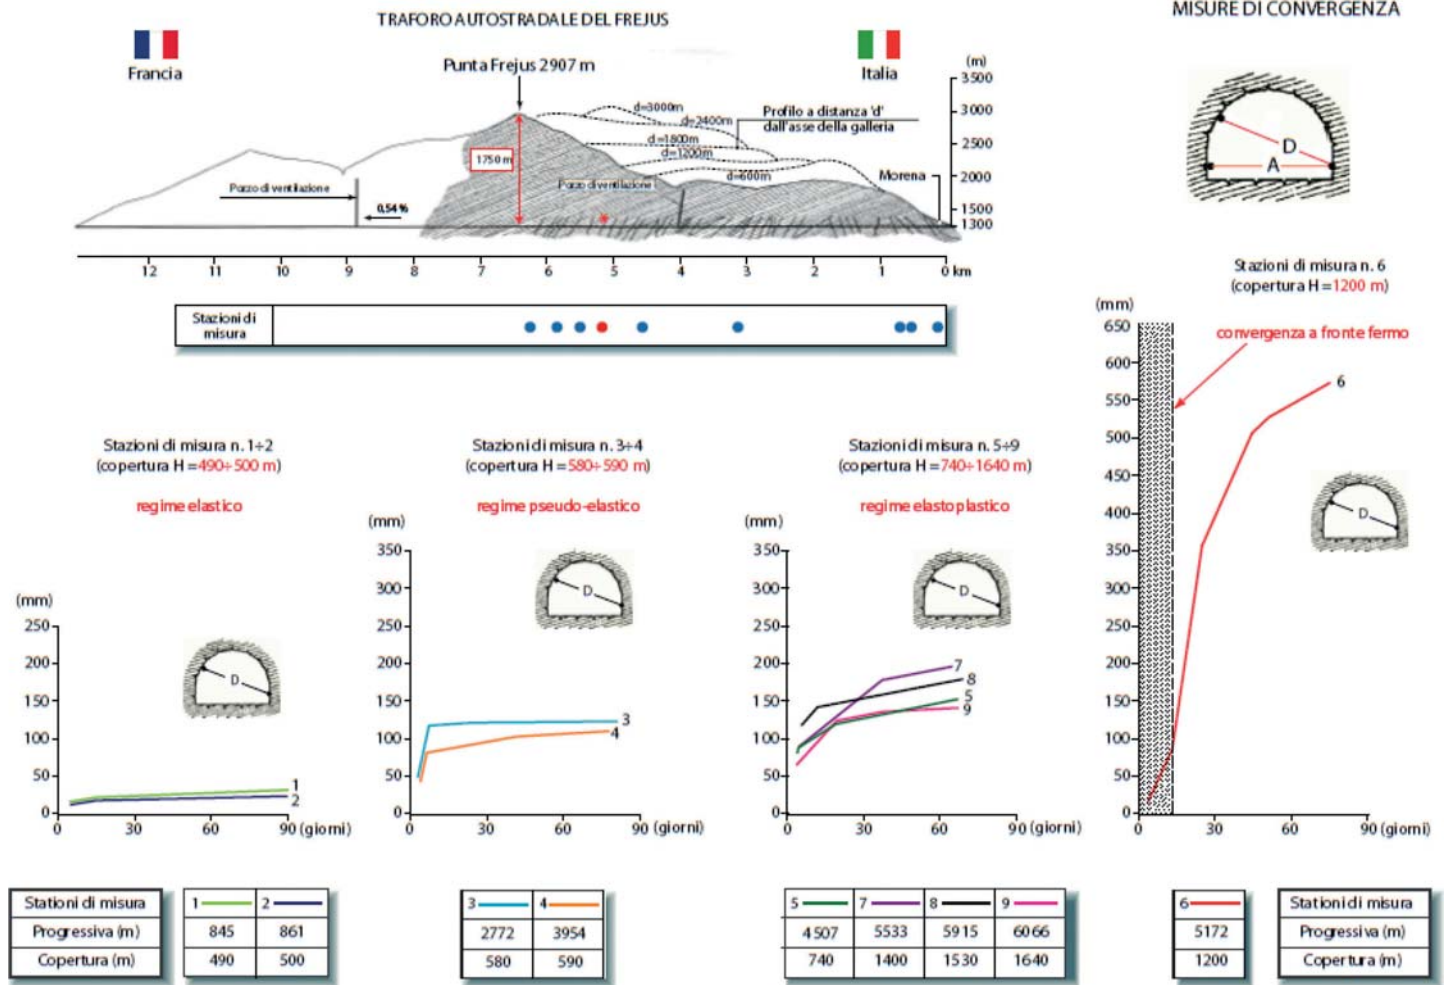 TRAFORO AUTOSTRADALE DEL FREJUS
MISURE DI CONVERGENZA
Francia
Punta Frejus 2907 m
Italia
(m)
3500
3000
2500
2000
1500
1300
d=3000m
d=2400m
d=1800m
d=1200m
d=600m
Profilo a distanza 'd'
dall'asse della galleria
1750 m
Pozzo di ventilazione
Pozzo di ventilazione
Morena
0,54 %
12 11 10 9 8 7 6 5 4 3 2 1 0 km
Stazioni di
misura
D
A
Stazioni di misura n. 6
(copertura H = 1200 m)
(mm)
convergenza a fronte fermo
650
600
550
500
450
400
350
300
250
200
150
100
50
0
6
D
0 30 60 90 (giorni)
Stazioni di misura n. 1÷2
(copertura H = 490÷500 m)
regime elastico
(mm)
250
200
150
100
50
0
D
1
2
0 30 60 90 (giorni)
Stazioni di misura n. 3÷4
(copertura H = 580÷590 m)
regime pseudo-elastico
(mm)
350
300
250
200
150
100
50
0
D
3
4
0 30 60 90 (giorni)
Stazioni di misura n. 5÷9
(copertura H = 740÷1640 m)
regime elastoplastico
(mm)
350
300
250
200
150
100
50
0
D
7
8
5
9
0 30 60 90 (giorni)
Stationi di misura
Progressiva (m)
Copertura (m)
1 2
845 861
490 500
3 4
2772 3954
580 590
5 7 8 9
4507 5533 5915 6066
740 1400 1530 1640
6
5172
1200
Stationi di misura
Progressiva (m)
Copertura (m)